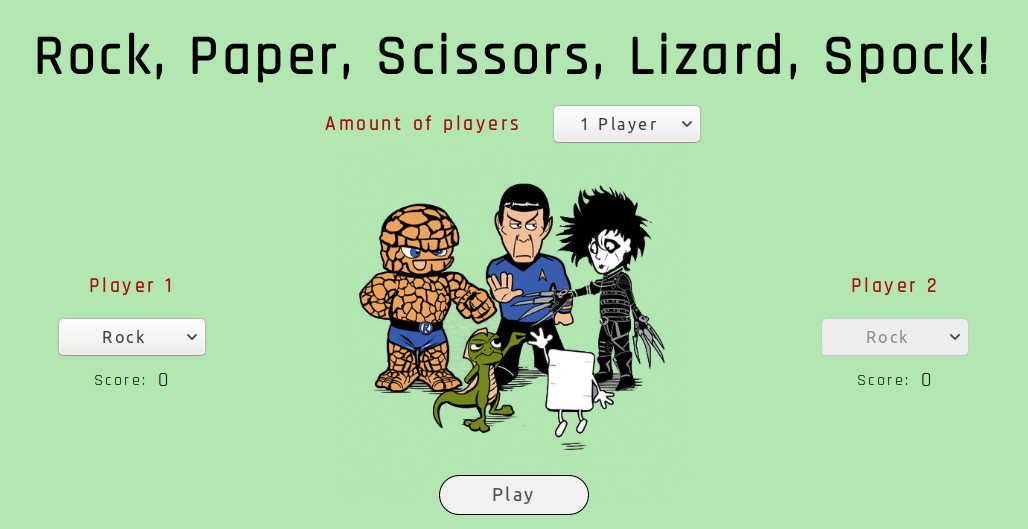 Rock, Paper, Scissors, Lizard, Spock!
Amount of players 1 Player
Player 1
Rock
Score: 0
Player 2
Rock
Score: 0
Play